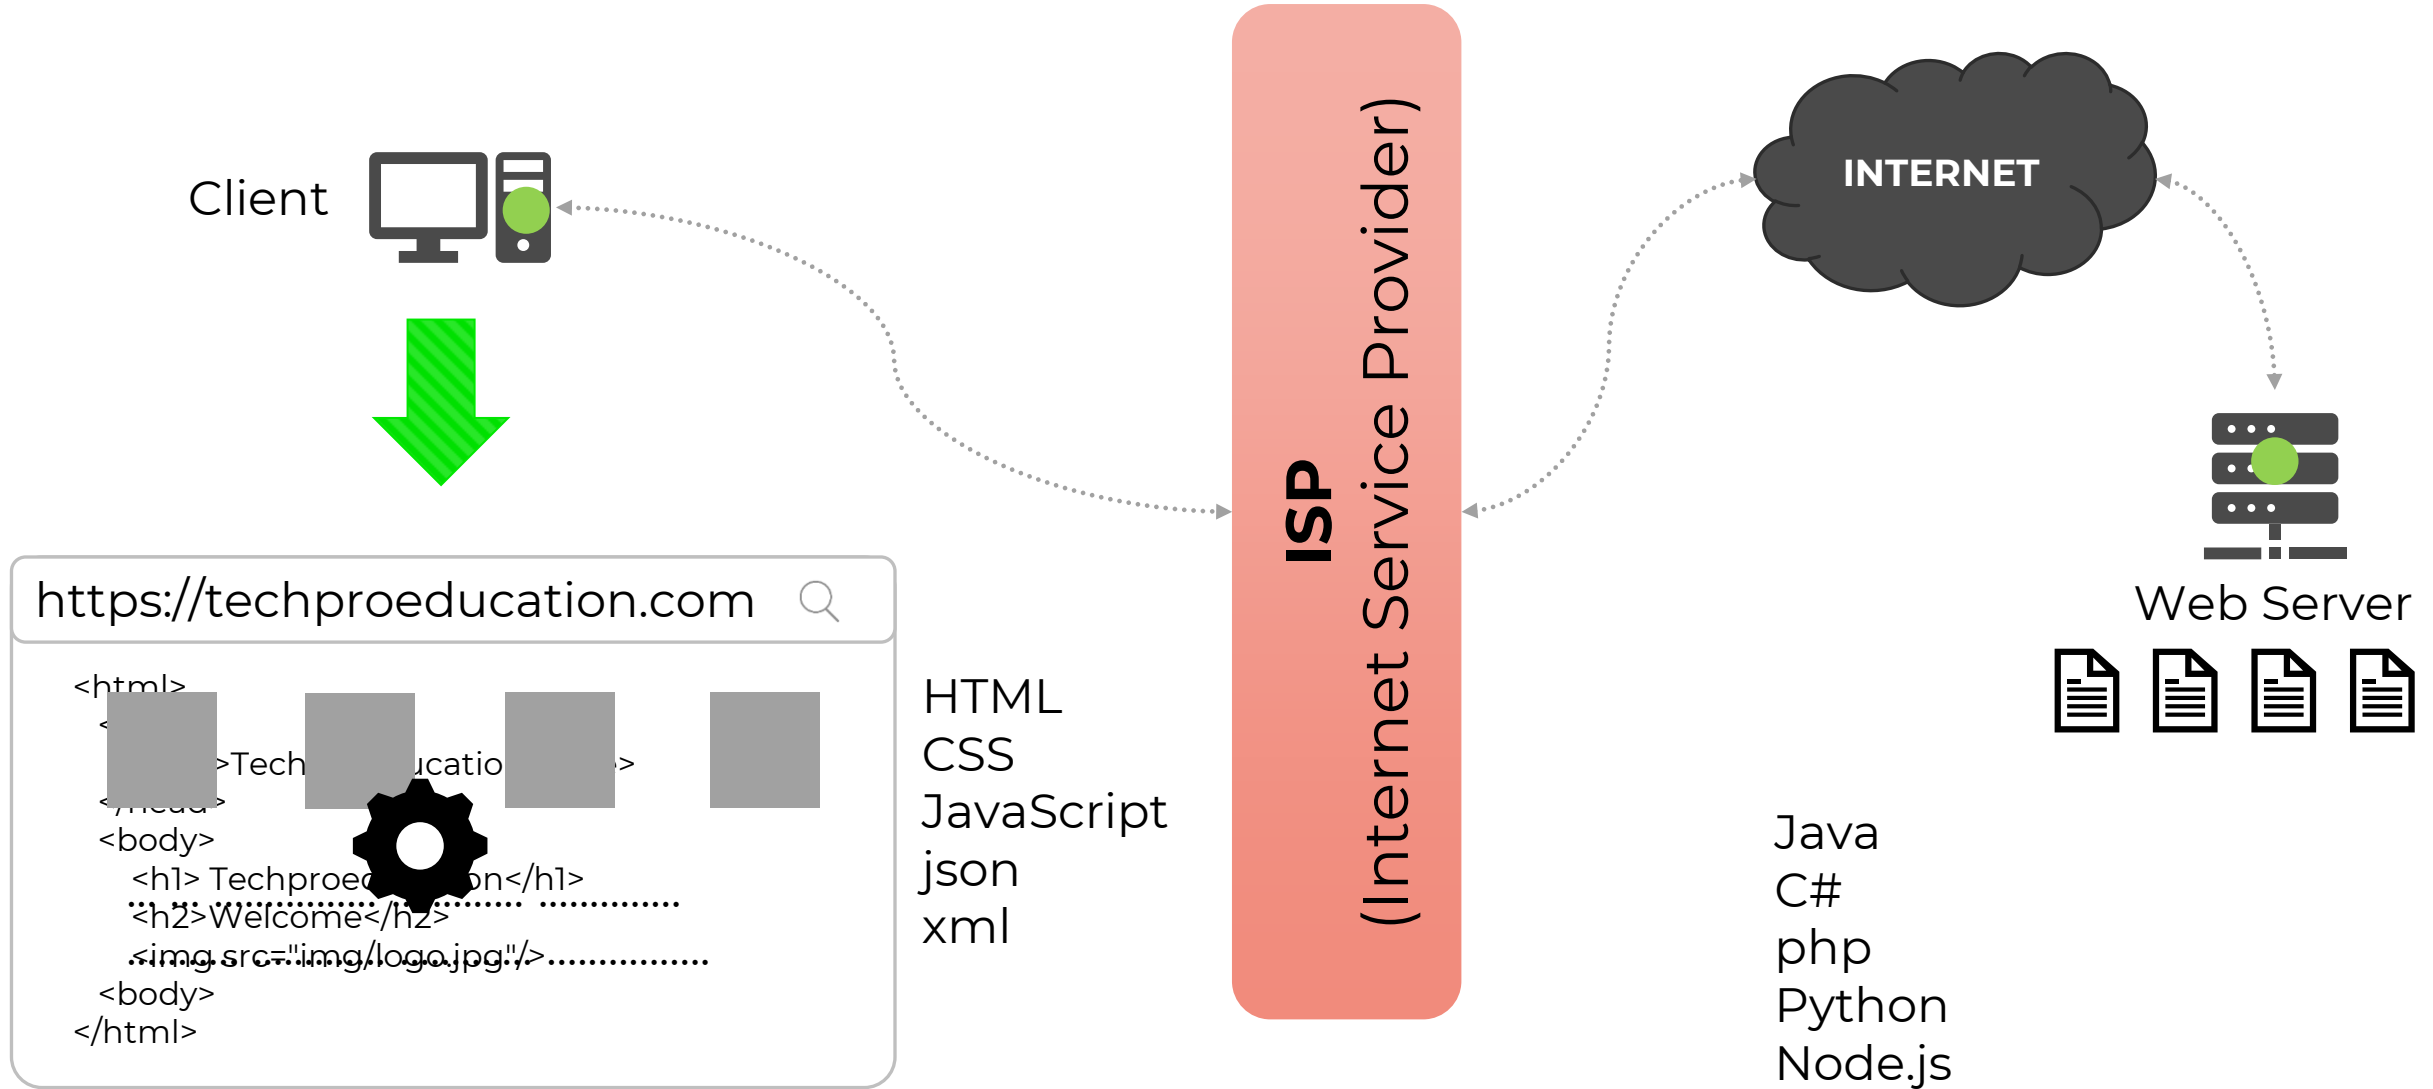 Client
https://techproeducation.com
<html>
<
>Tech ucatio >
</head>
<body>
<h1> Techproed on</h1>
<h2>Welcome</h2>
<img src="img/logo.jpg"/>
<body>
</html>
HTML
CSS
JavaScript
json
xml
ISP
(Internet Service Provider)
INTERNET
Web Server
Java
C#
php
Python
Node.js